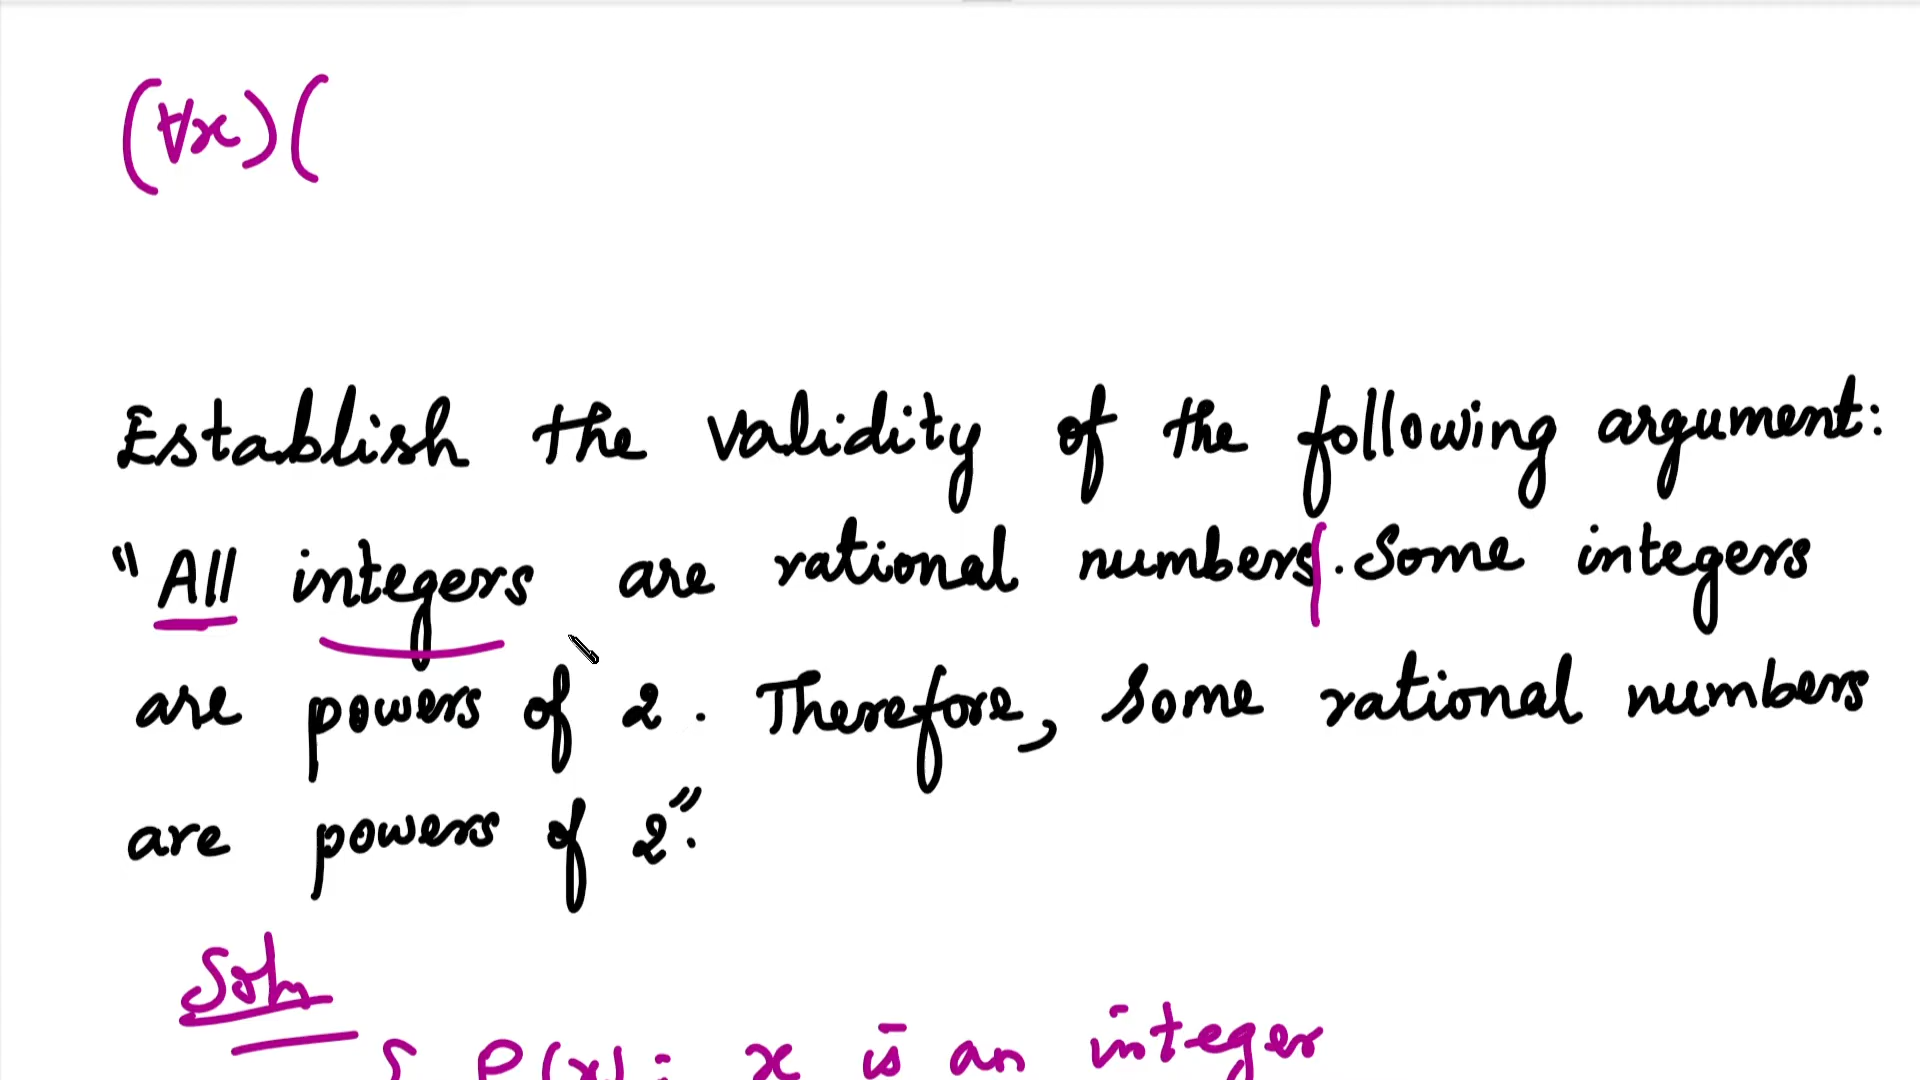 (∀x)(
Establish the validity of the following argument:
"All integers are rational numbers. Some integers
are powers of 2. Therefore, some rational numbers
are powers of 2".
Soln
P(x): x is an integer